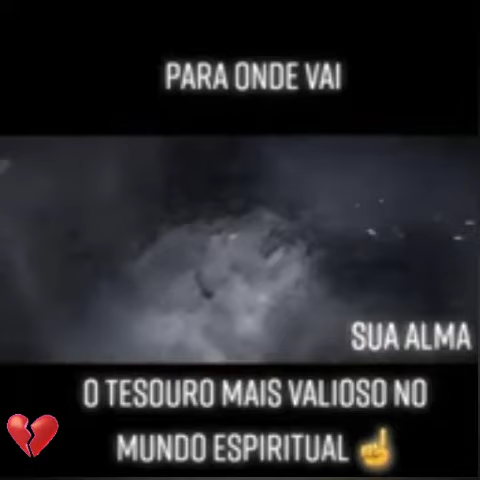 PARA ONDE VAI
SUA ALMA
O TESOURO MAIS VALIOSO NO
MUNDO ESPIRITUAL ☝